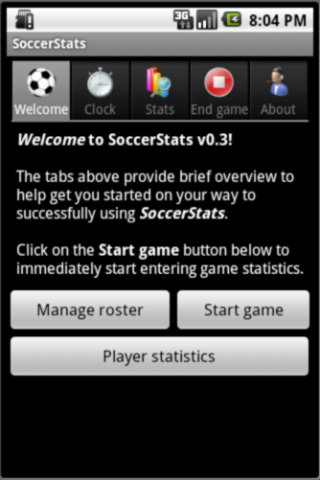 3G 8:04 PM
SoccerStats
Welcome Clock Stats End game About
Welcome to SoccerStats v0.3!
The tabs above provide brief overview to
help get you started on your way to
successfully using SoccerStats.
Click on the Start game button below to
immediately start entering game statistics.
Manage roster Start game
Player statistics